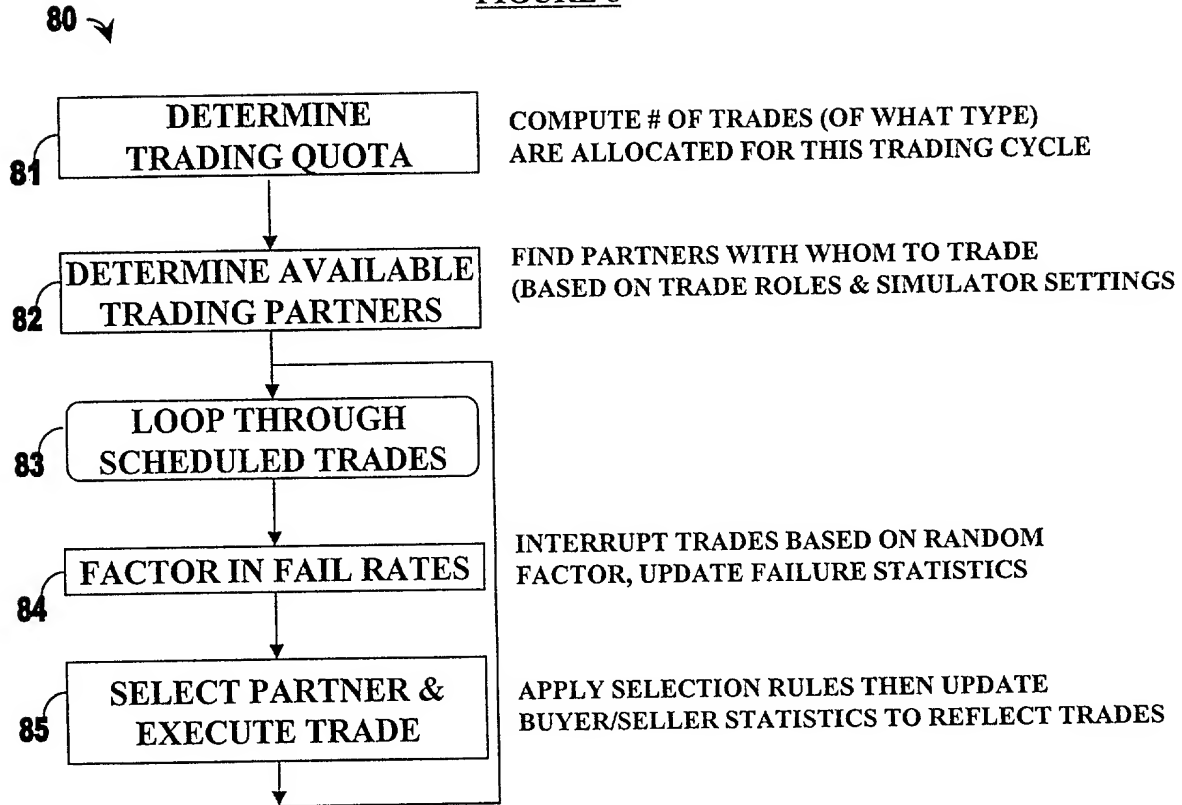 80
81
DETERMINE
TRADING QUOTA
COMPUTE # OF TRADES (OF WHAT TYPE)
ARE ALLOCATED FOR THIS TRADING CYCLE
82
DETERMINE AVAILABLE
TRADING PARTNERS
FIND PARTNERS WITH WHOM TO TRADE
(BASED ON TRADE ROLES & SIMULATOR SETTINGS
83
LOOP THROUGH
SCHEDULED TRADES
84
FACTOR IN FAIL RATES
INTERRUPT TRADES BASED ON RANDOM
FACTOR, UPDATE FAILURE STATISTICS
85
SELECT PARTNER &
EXECUTE TRADE
APPLY SELECTION RULES THEN UPDATE
BUYER/SELLER STATISTICS TO REFLECT TRADES